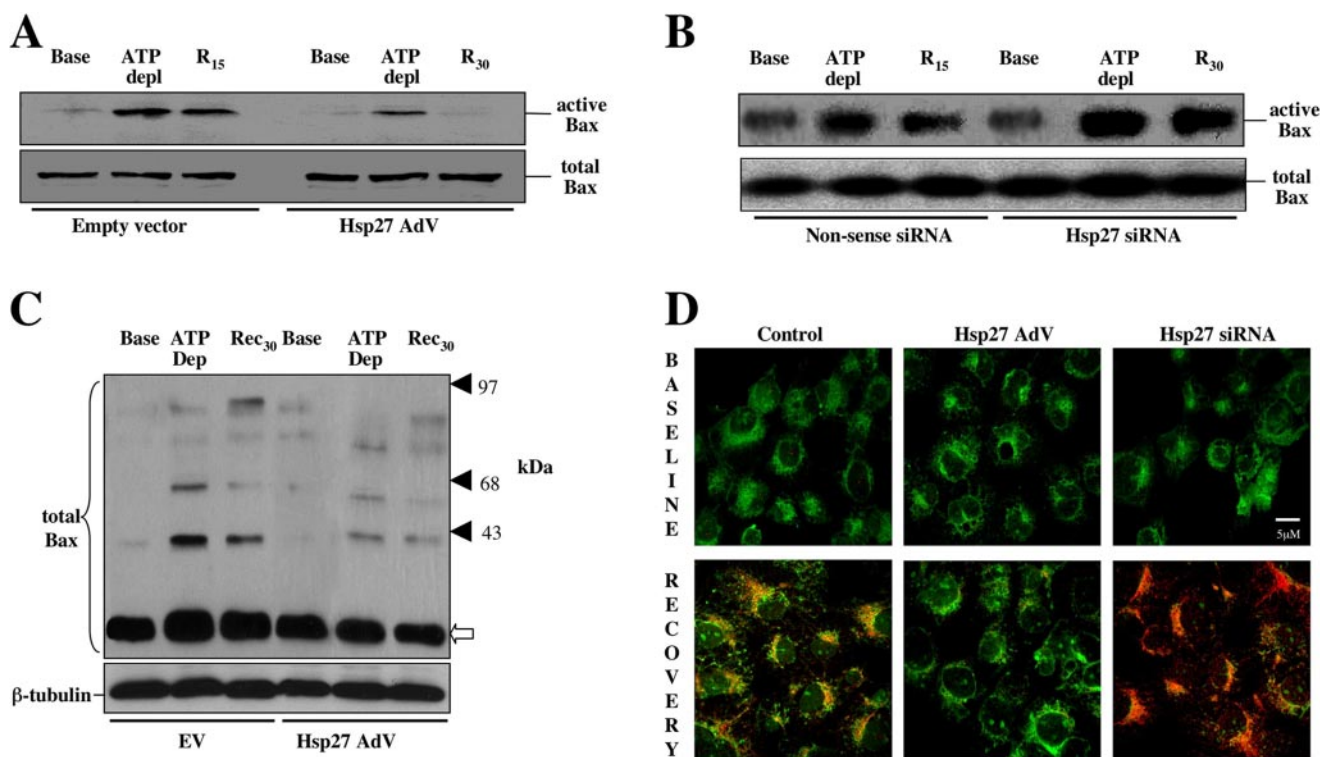 A
Base ATP depl R15 Base ATP depl R30
active Bax
total Bax
Empty vector Hsp27 AdV
B
Base ATP depl R15 Base ATP depl R30
active Bax
total Bax
Non-sense siRNA Hsp27 siRNA
C
Base ATP Dep Rec30 Base ATP Dep Rec30
97
kDa
68
total Bax
43
β-tubulin
EV Hsp27 AdV
D
Control Hsp27 AdV Hsp27 siRNA
BASELINE
5µM
RECOVERY